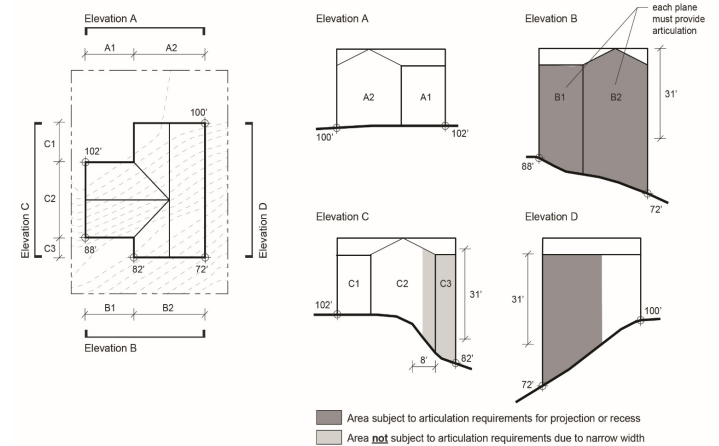 Elevation A
A1
A2
100'
102'
C1
C2
C3
Elevation C
88'
82'
72'
Elevation D
B1
B2
Elevation B
Elevation A
A2
A1
100'
102'
Elevation B
each plane
must provide
articulation
B1
B2
31'
88'
72'
Elevation C
C1
C2
C3
102'
31'
8'
82'
Elevation D
31'
100'
72'
Area subject to articulation requirements for projection or recess
Area not subject to articulation requirements due to narrow width